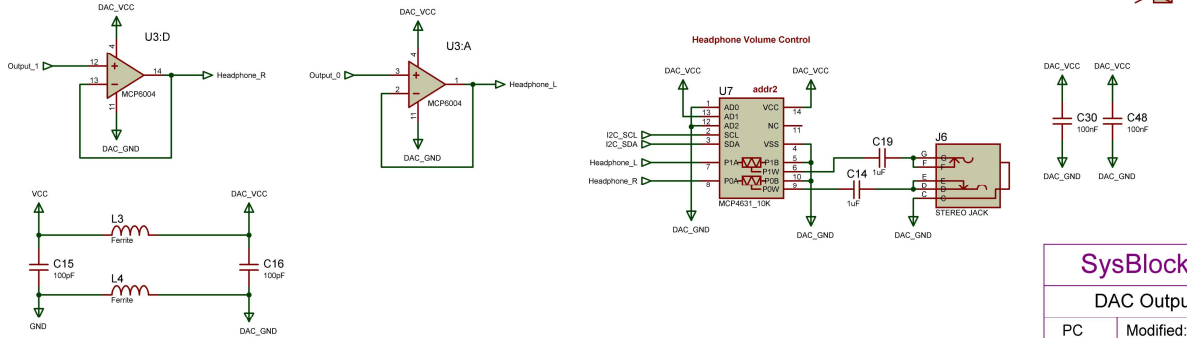 DAC_VCC
U3:D
4
Output_1
12
13
14
Headphone_R
MCP6004
11
DAC_GND
DAC_VCC
U3:A
4
Output_0
3
2
1
Headphone_L
MCP6004
11
DAC_GND
Headphone Volume Control
DAC_VCC
DAC_VCC
U7
addr2
1 AD0 VCC 14
13 AD1
12 AD2 NC 11
I2C_SCL 2 SCL
I2C_SDA 3 SDA VSS 4
Headphone_L 7 P1A P1B 5
P1W 6
Headphone_R 8 P0A P0B 10
P0W 9
MCP4631_10K
DAC_GND
DAC_GND
C19
1uF
C14
1uF
J6
G G
F F
E E
D D
C C
STEREO JACK
DAC_GND
DAC_VCC
DAC_VCC
C30
100nF
C48
100nF
DAC_GND
DAC_GND
VCC
DAC_VCC
L3
Ferrite
C15
100pF
C16
100pF
L4
Ferrite
GND
DAC_GND
SysBlock
DAC Outpu
PC
Modified: